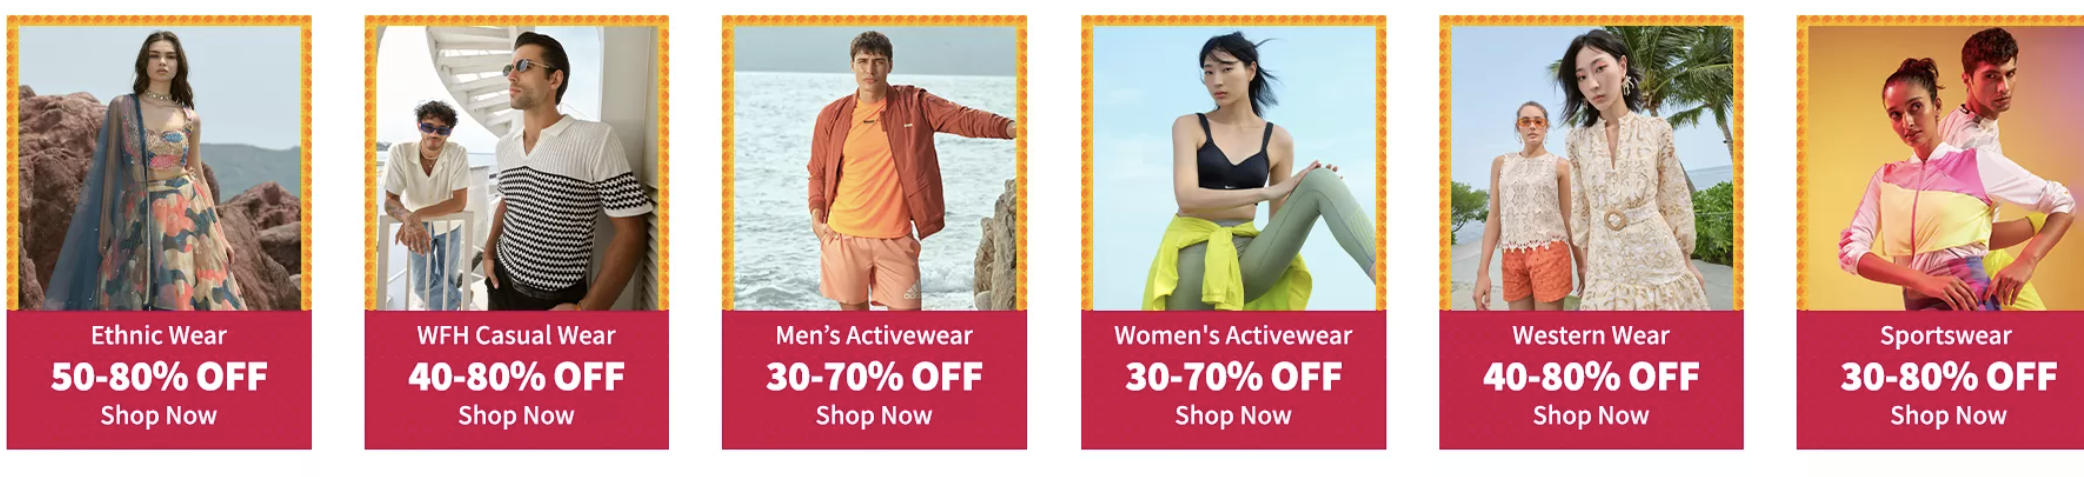 Ethnic Wear
50-80% OFF
Shop Now
WFH Casual Wear
40-80% OFF
Shop Now
Men’s Activewear
30-70% OFF
Shop Now
Women's Activewear
30-70% OFF
Shop Now
Western Wear
40-80% OFF
Shop Now
Sportswear
30-80% OFF
Shop Now